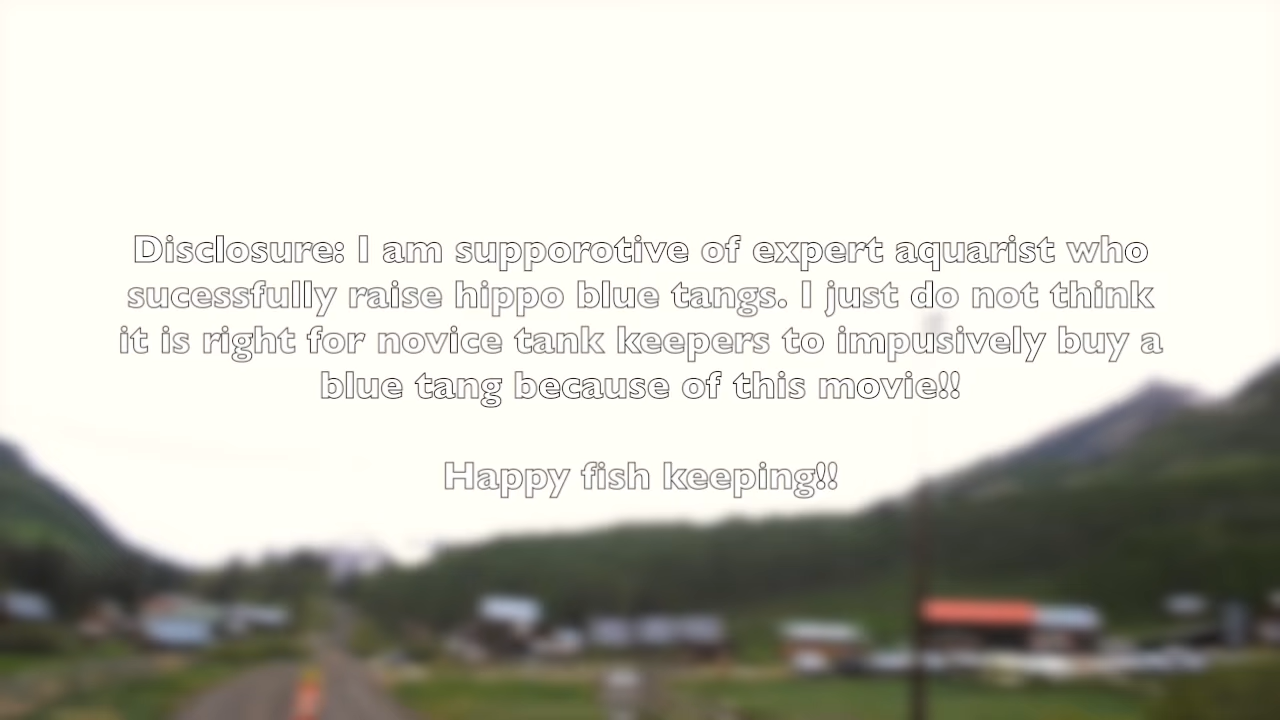 Disclosure: I am supporotive of expert aquarist who
sucessfully raise hippo blue tangs. I just do not think
it is right for novice tank keepers to impusively buy a
blue tang because of this movie!!
Happy fish keeping!!